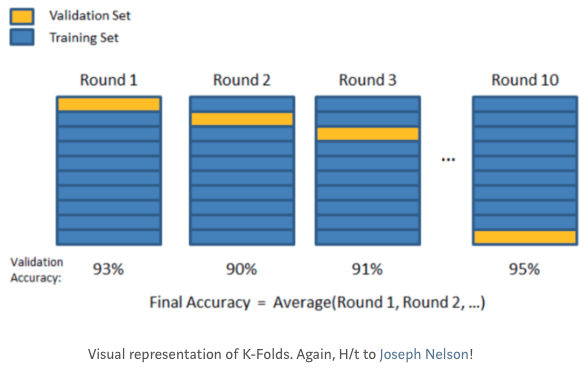 Validation Set
Training Set
Round 1 Round 2 Round 3 Round 10
...
Validation
Accuracy: 93% 90% 91% 95%
Final Accuracy = Average(Round 1, Round 2, ...)
Visual representation of K-Folds. Again, H/t to Joseph Nelson!